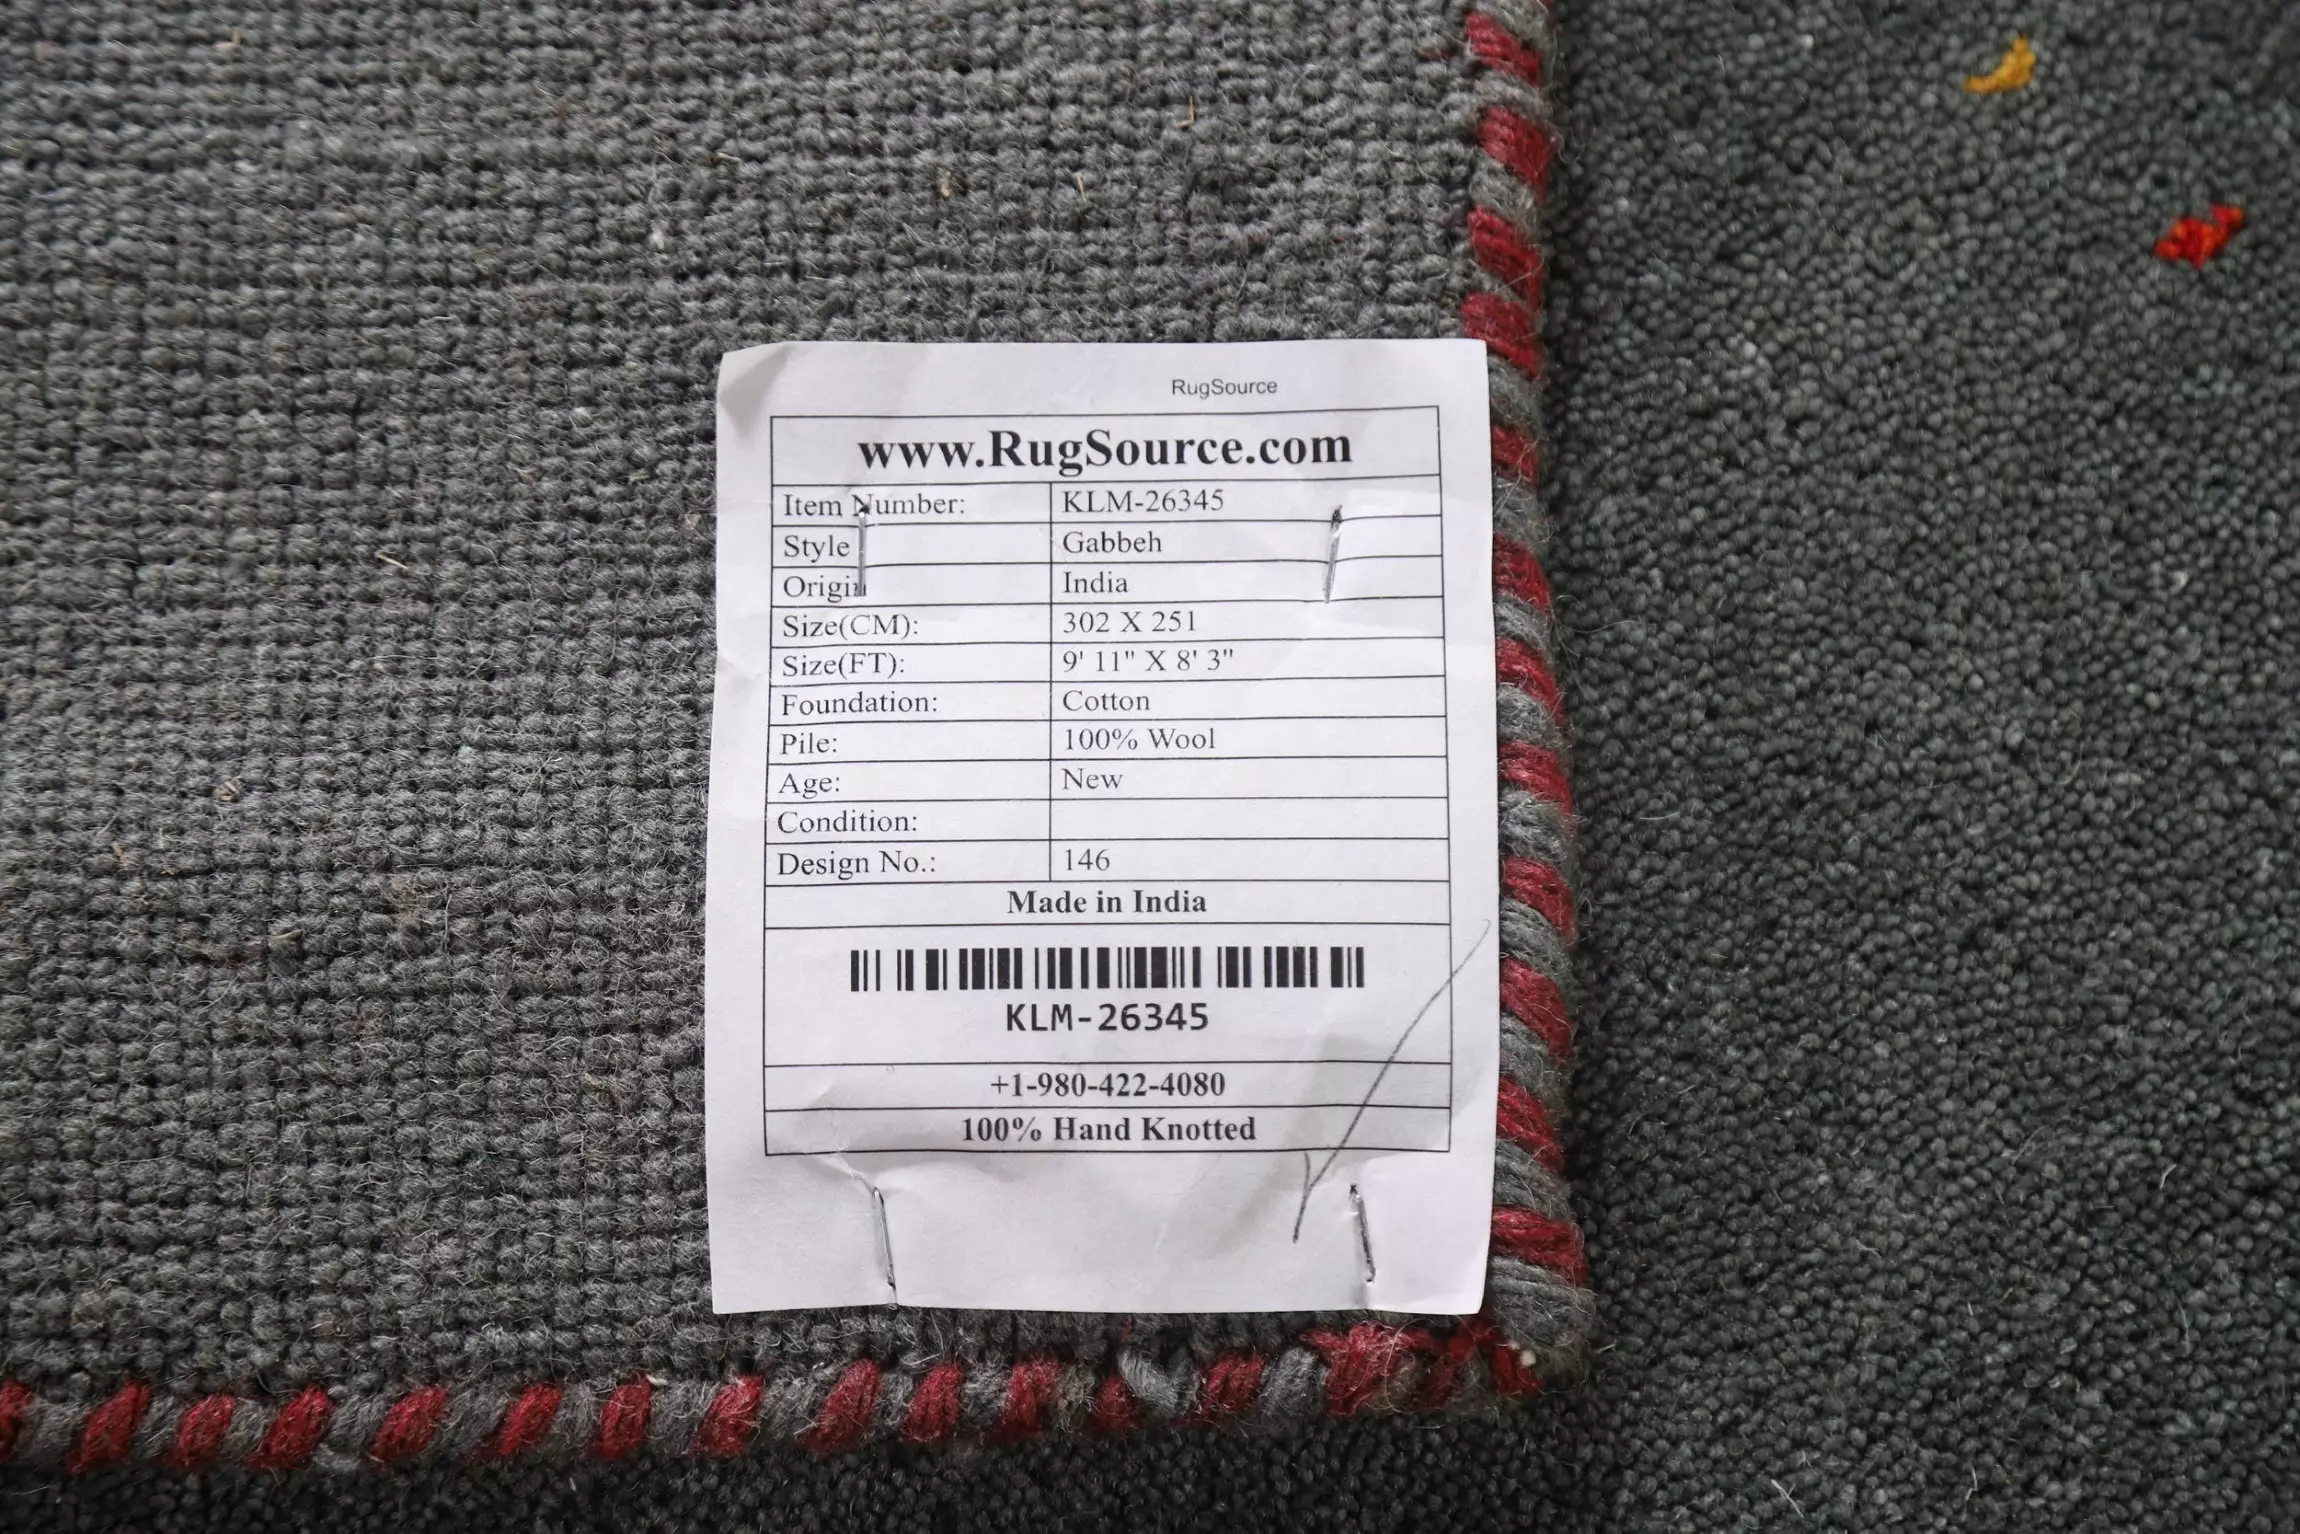 RugSource
www.RugSource.com
Item Number: KLM-26345
Style Gabbeh
Origin India
Size(CM): 302 X 251
Size(FT): 9' 11" X 8' 3"
Foundation: Cotton
Pile: 100% Wool
Age: New
Condition:
Design No.: 146
Made in India
KLM-26345
+1-980-422-4080
100% Hand Knotted